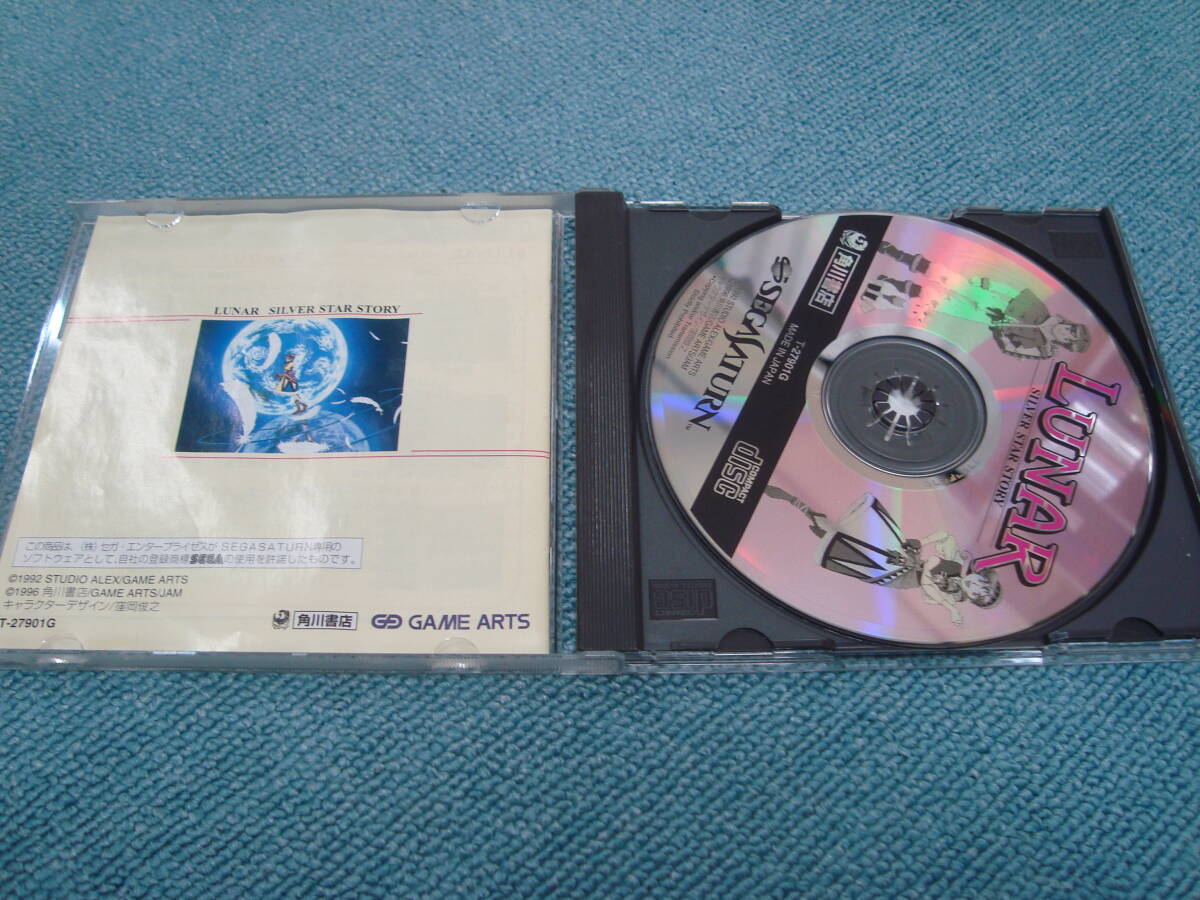 LUNAR SILVER STAR STORY
この商品は、(株)セガ・エンタープライゼスがSEGASATURN専用の
ソフトウェアとして、自社の登録商標SEGAの使用を許諾したものです。
©1992 STUDIO ALEX/GAME ARTS
©1996 角川書店/GAME ARTS/JAM
キャラクターデザイン/窪岡俊之
T-27901G
角川書店
GAME ARTS
角川書店
T-27901G
MADE IN JAPAN
COMPACT
disc
SEGASATURN™
LUNAR
SILVER STAR STORY